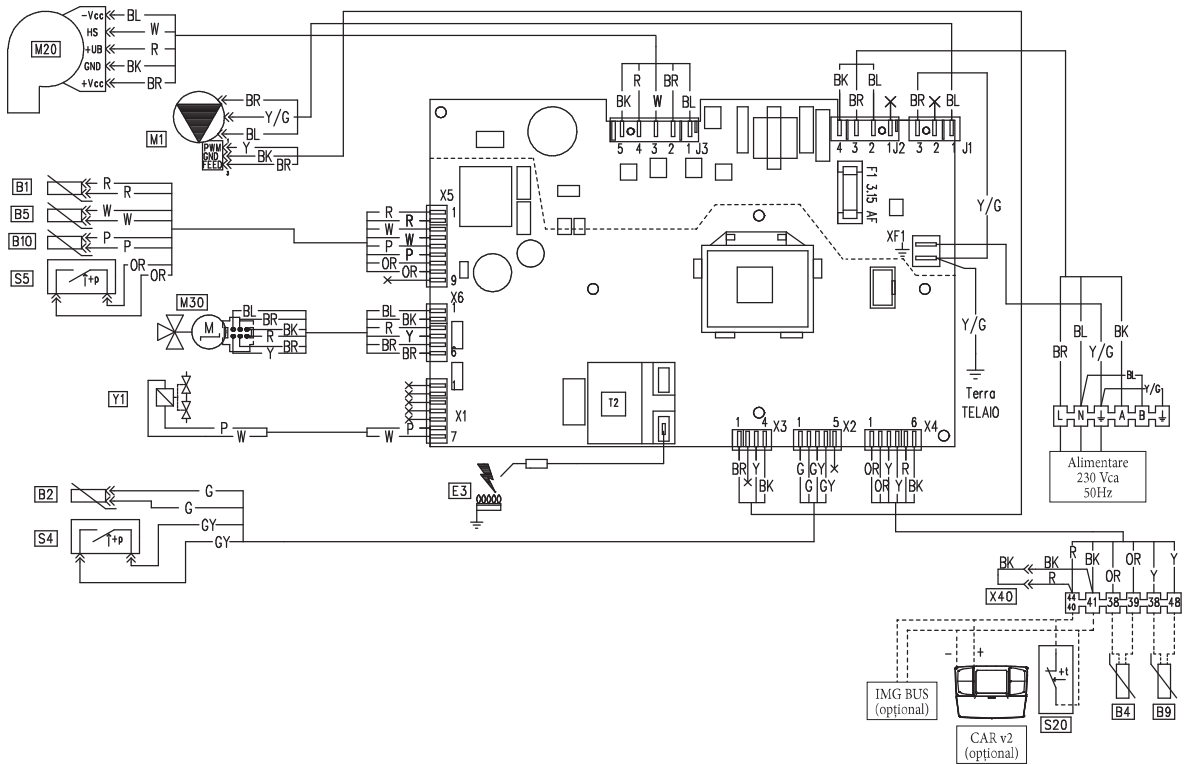 -Vcc BL
HS W
M20 +UB R
GND BK
+Vcc BR
BR
Y/G
M1 BL
PWM Y
GND BK
FEED BR
3
B1 R
R
B5 W
W
B10 P
P
S5 +p OR
OR
M30 BL
BR
M BK
R
BR
Y
Y1
P
W
B2 G
G
S4 +p GY
GY
X5
R 1
R
W
W
P
P
OR
OR
9
X6
BL 1
BK
R
Y
BR
BR 6
1
X1
P
W 7
BK R W BR BL
5 4 3 2 1 J3
BK BR BL
4 3 2 1 J2
BR BL
3 2 1 J1
F1 3.15 AF
Y/G
XF1
Y/G
Terra
TELAIO
T2
E3
1 4 X3
BR Y
BK
1 5 X2
G GY
G GY
1 6 X4
OR Y R
OR Y BK
BR BL Y/G BK
BL
Y/G
L N A B
Alimentare
230 Vca
50Hz
R BK OR OR Y Y
BK
R
X40
44
40 41 38 39 38 48
- +
+t
IMG BUS
(opțional)
CAR v2
(opțional)
S20
B4
B9